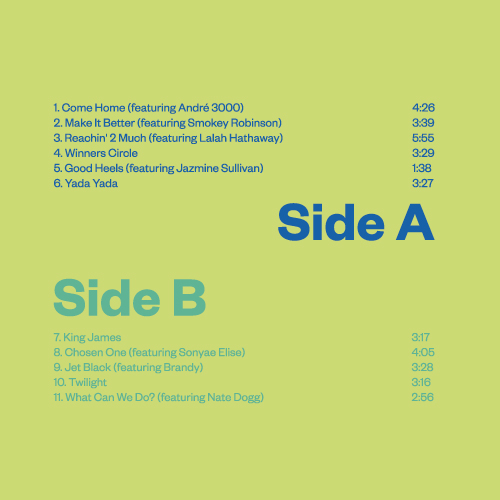 1. Come Home (featuring André 3000) 4:26
2. Make It Better (featuring Smokey Robinson) 3:39
3. Reachin' 2 Much (featuring Lalah Hathaway) 5:55
4. Winners Circle 3:29
5. Good Heels (featuring Jazmine Sullivan) 1:38
6. Yada Yada 3:27
Side A
Side B
7. King James 3:17
8. Chosen One (featuring Sonyae Elise) 4:05
9. Jet Black (featuring Brandy) 3:28
10. Twilight 3:16
11. What Can We Do? (featuring Nate Dogg) 2:56